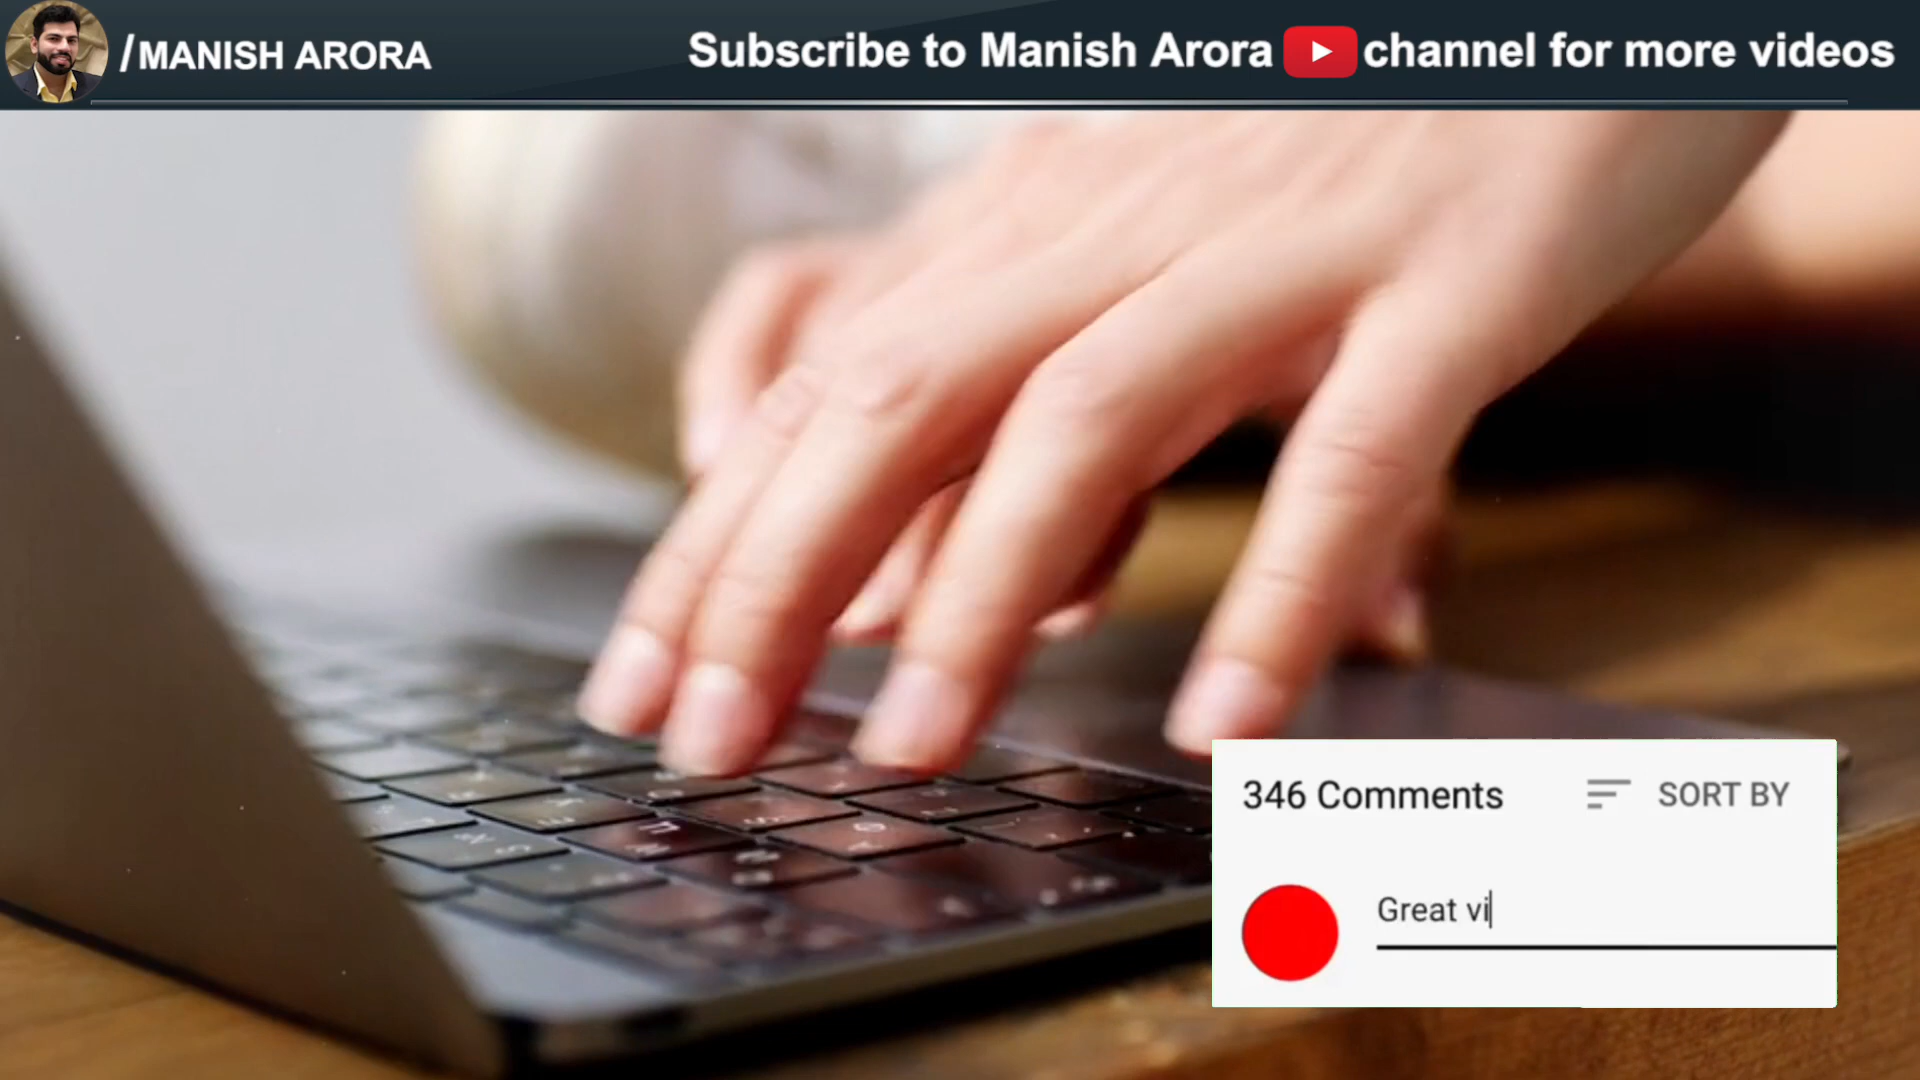 /MANISH ARORA
Subscribe to Manish Arora channel for more videos
346 Comments
SORT BY
Great vi